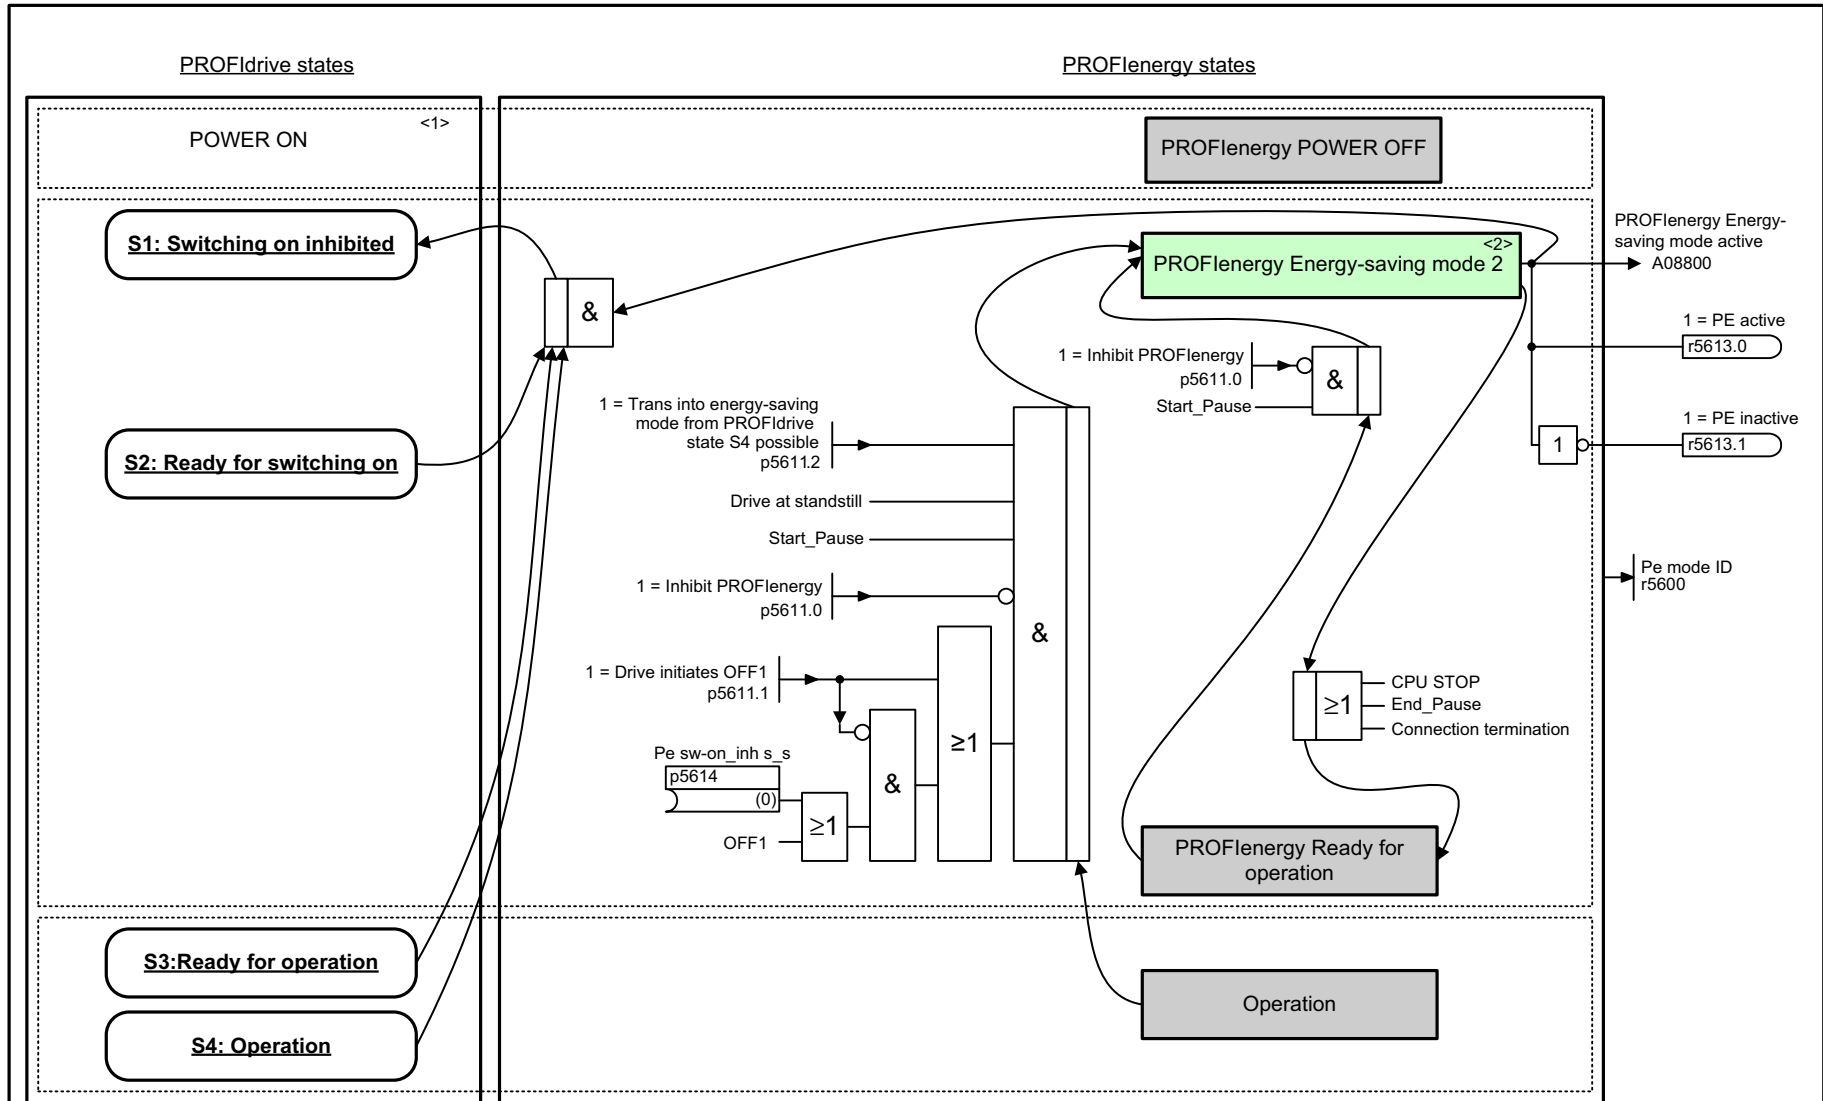 PROFIdrive states
PROFIenergy states
<1>
POWER ON
PROFIenergy POWER OFF
S1: Switching on inhibited
&
<2>
PROFIenergy Energy-saving mode 2
PROFIenergy Energy-
saving mode active
A08800
1 = PE active
r5613.0
1 = Inhibit PROFIenergy
p5611.0
Start_Pause
&
1 = PE inactive
1
r5613.1
S2: Ready for switching on
1 = Trans into energy-saving
mode from PROFIdrive
state S4 possible
p5611.2
Drive at standstill
Start_Pause
1 = Inhibit PROFIenergy
p5611.0
&
Pe mode ID
r5600
1 = Drive initiates OFF1
p5611.1
Pe sw-on_inh s_s
p5614
(0)
OFF1
≥1
&
≥1
≥1
CPU STOP
End_Pause
Connection termination
PROFIenergy Ready for
operation
S3:Ready for operation
Operation
S4: Operation